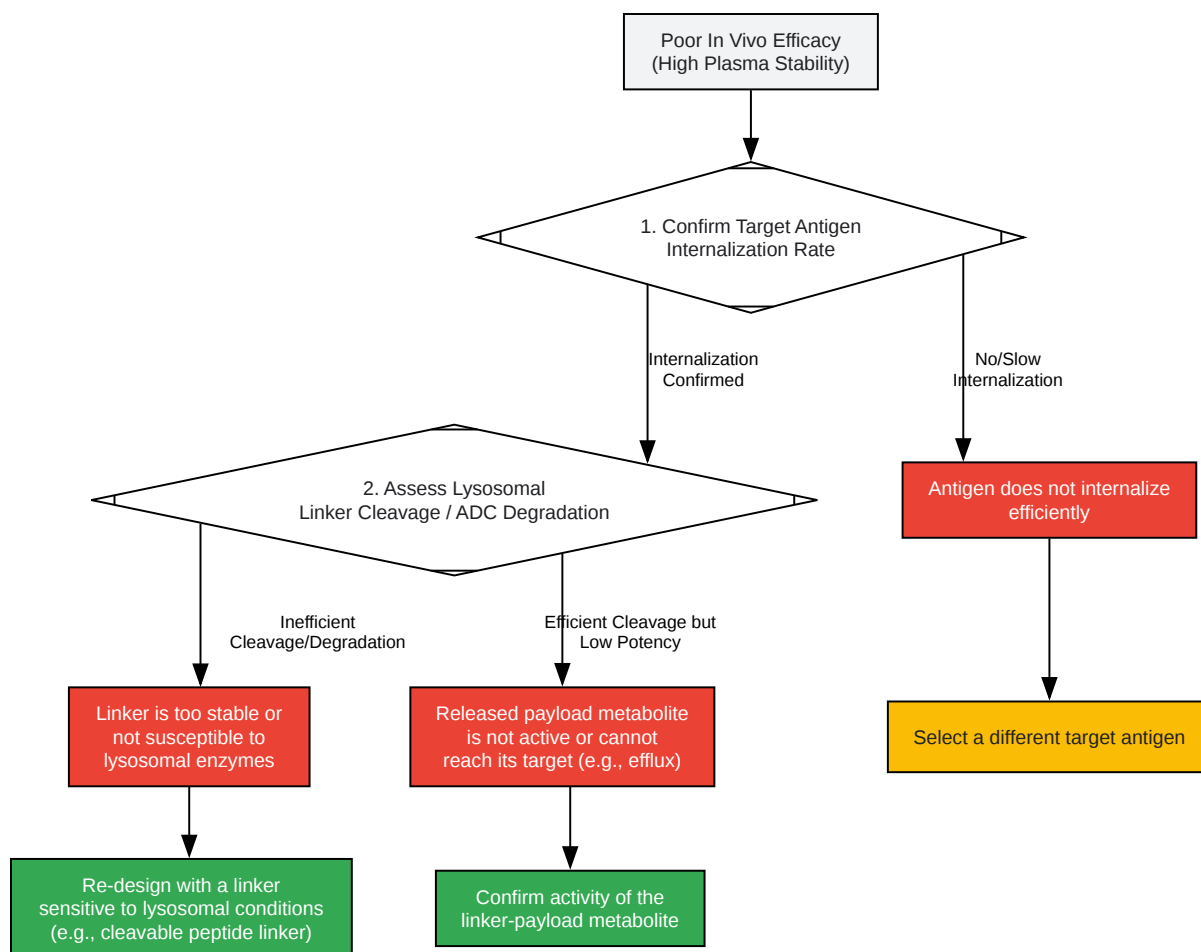 Poor In Vivo Efficacy
(High Plasma Stability)
1. Confirm Target Antigen
Internalization Rate
Internalization
Confirmed
No/Slow
Internalization
2. Assess Lysosomal
Linker Cleavage / ADC Degradation
Antigen does not internalize
efficiently
Inefficient
Cleavage/Degradation
Efficient Cleavage but
Low Potency
Linker is too stable or
not susceptible to
lysosomal enzymes
Released payload metabolite
is not active or cannot
reach its target (e.g., efflux)
Select a different target antigen
Re-design with a linker
sensitive to lysosomal conditions
(e.g., cleavable peptide linker)
Confirm activity of the
linker-payload metabolite